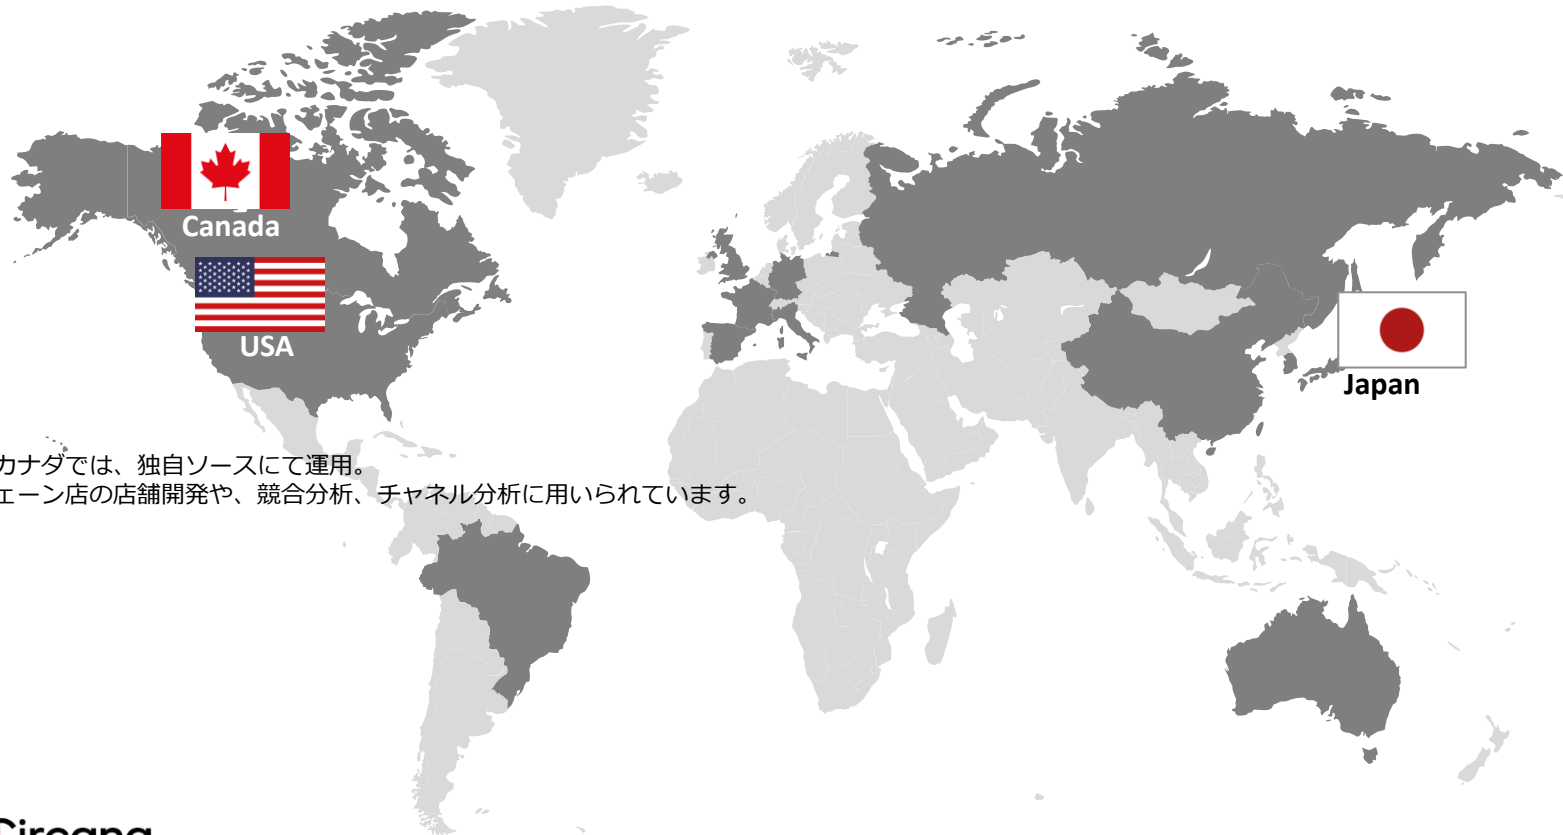 Canada
USA
Japan
カナダでは、独自ソースにて運用。
ェーン店の店舗開発や、競合分析、チャネル分析に用いられています。